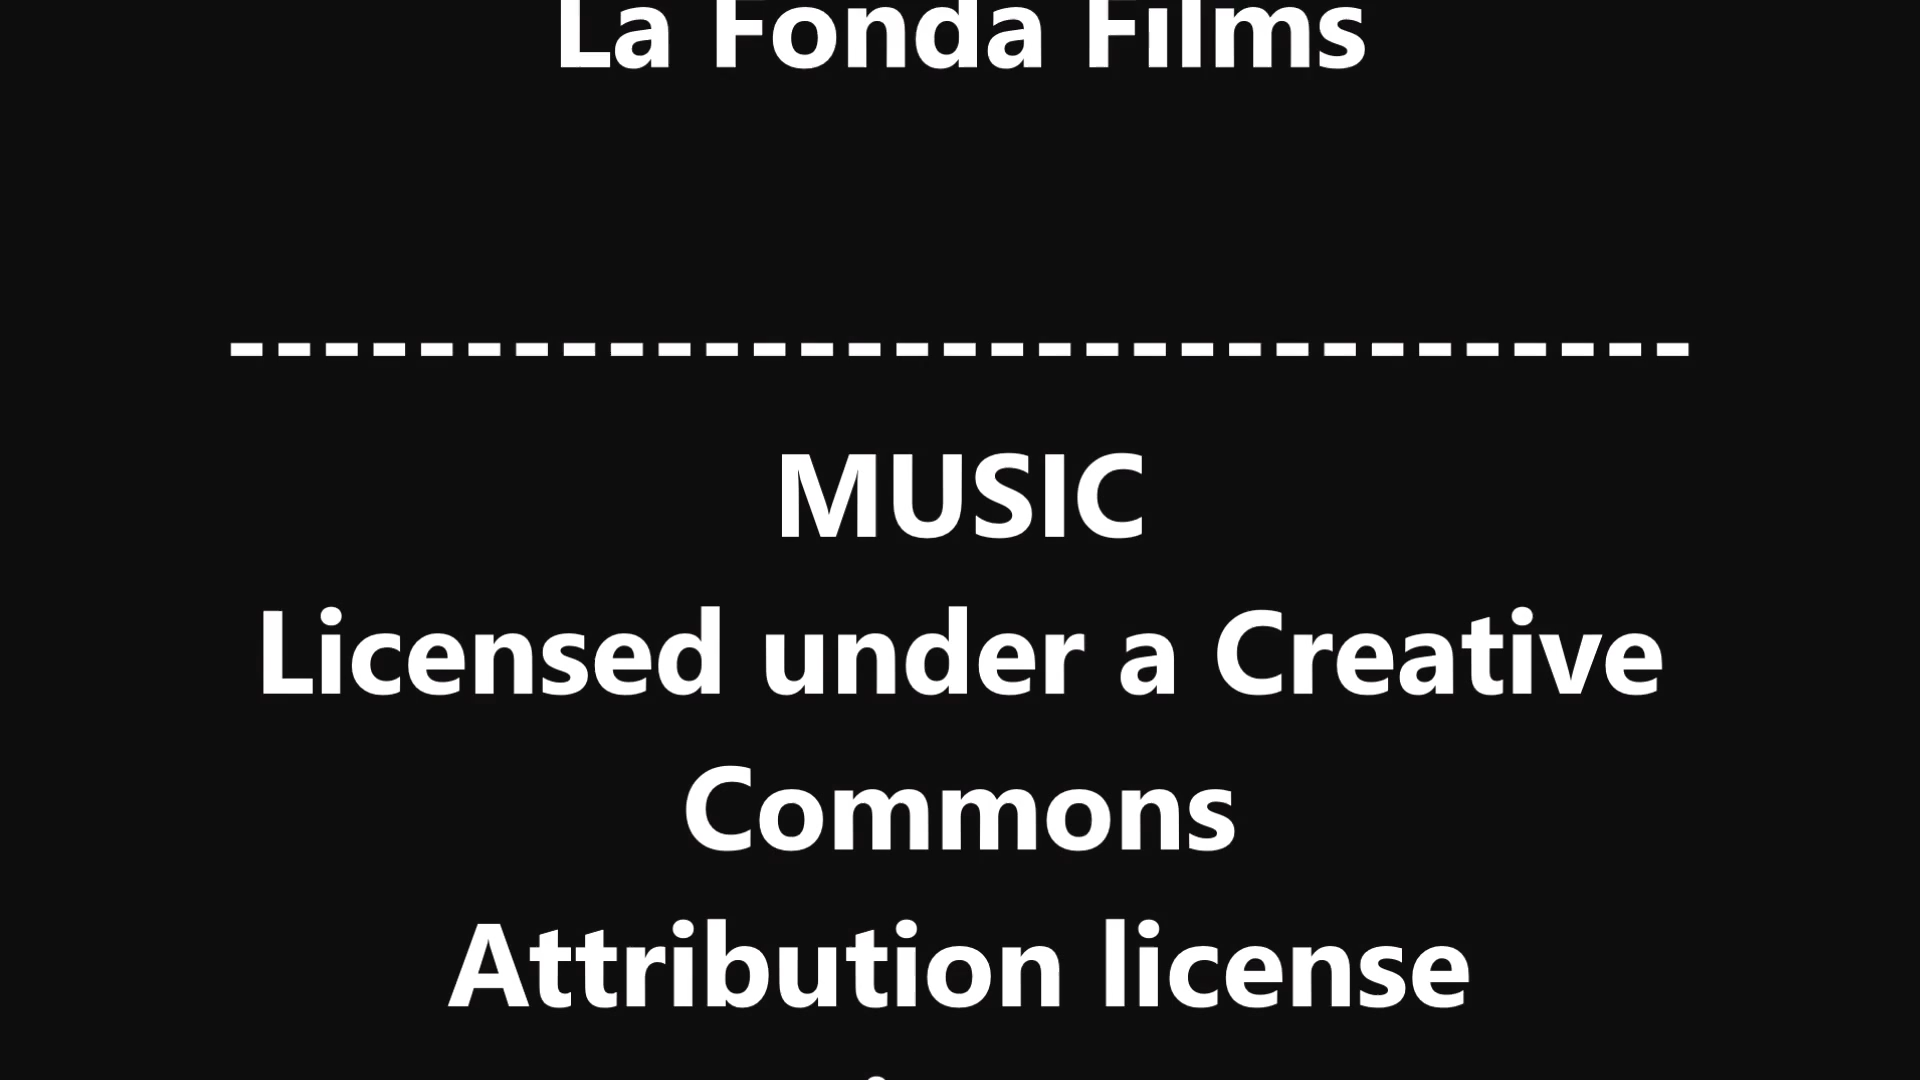 La Fonda Films
-------------------------------
MUSIC
Licensed under a Creative
Commons
Attribution license